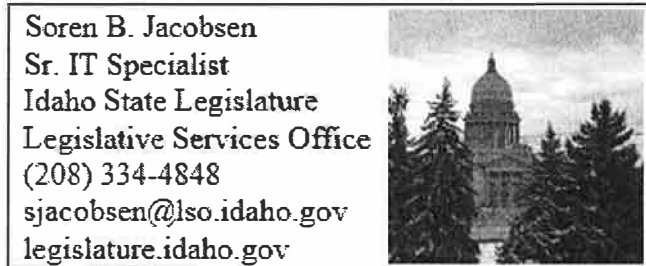 Soren B. Jacobsen
Sr. IT Specialist
Idaho State Legislature
Legislative Services Office
(208) 334-4848
sjacobsen@lso.idaho.gov
legislature.idaho.gov